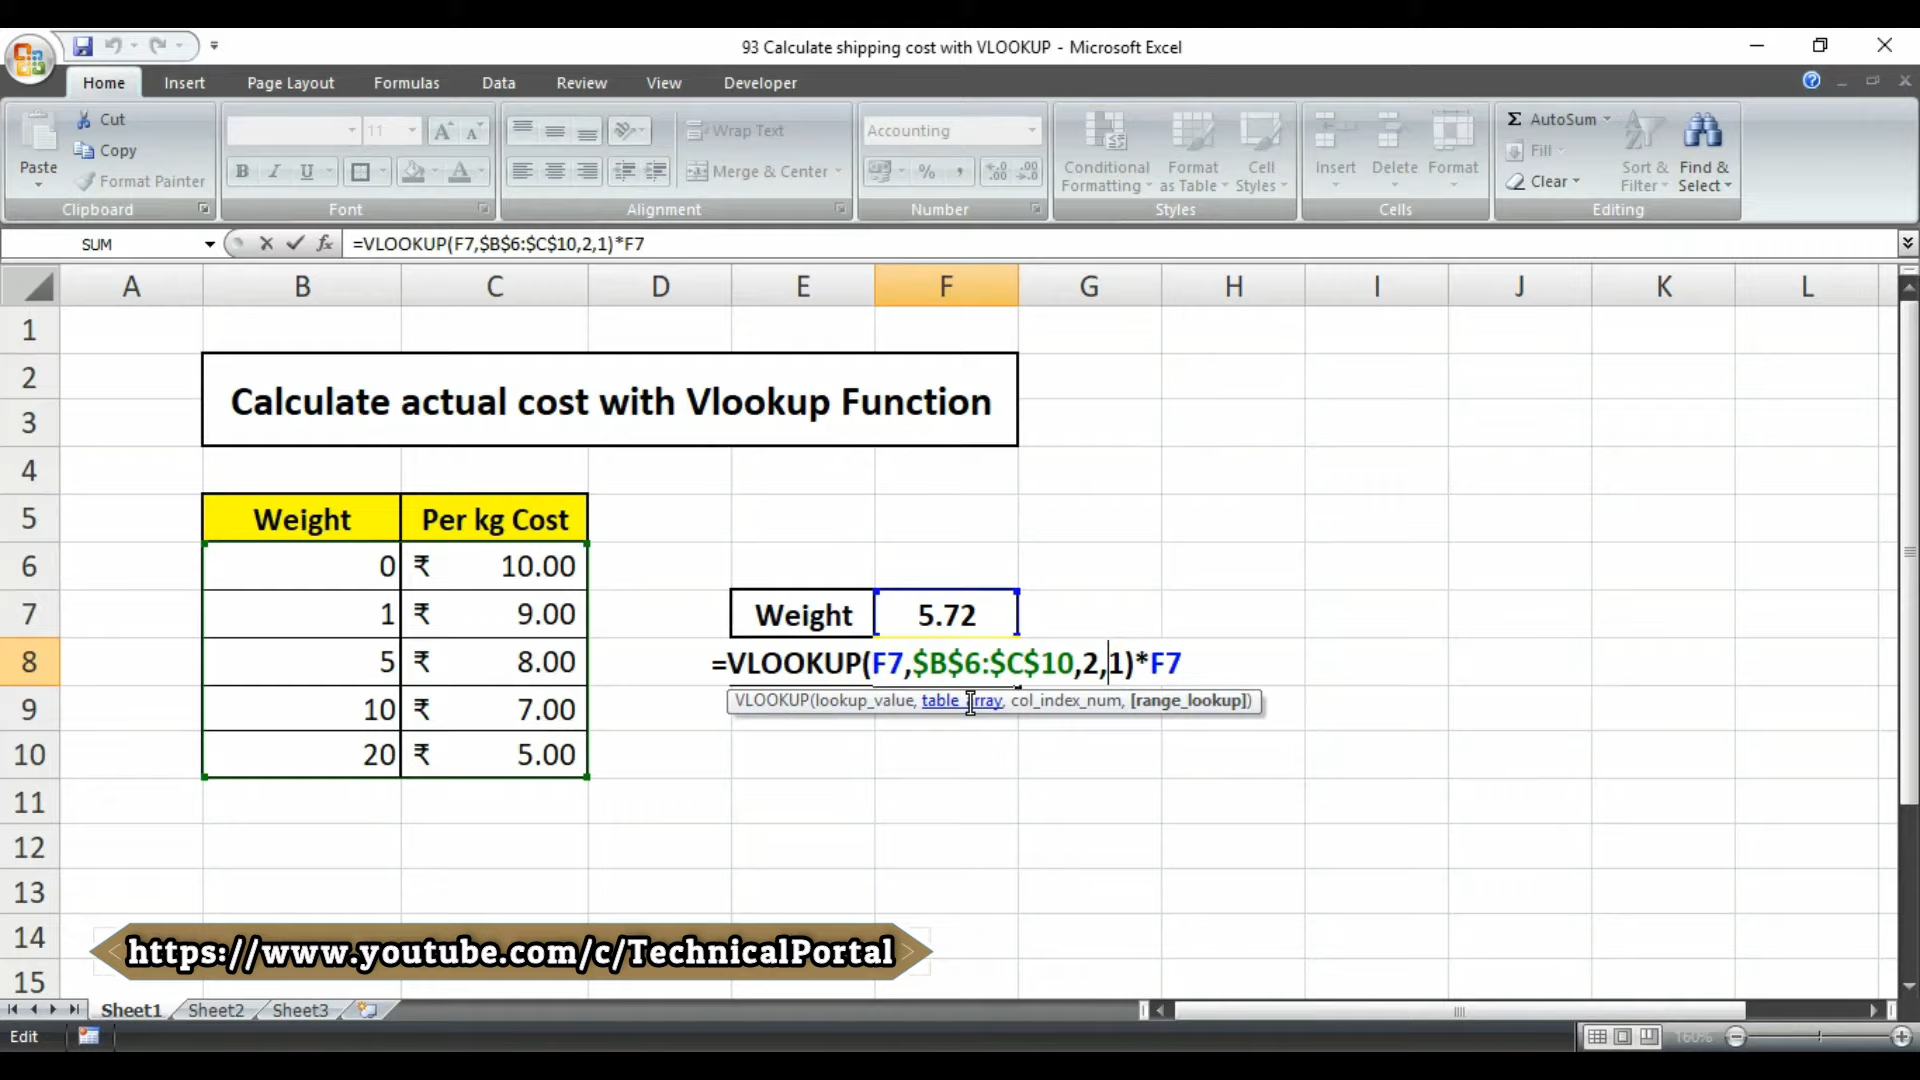 93 Calculate shipping cost with VLOOKUP - Microsoft Excel
Home Insert Page Layout Formulas Data Review View Developer
Paste
Cut
Copy
Format Painter
Clipboard
11
B I U
A A
A
Font
Wrap Text
Merge & Center
Alignment
Accounting
% ,
Number
Conditional Formatting
Format as Table
Cell Styles
Styles
Insert Delete Format
Cells
Σ AutoSum
Fill
Clear
Sort & Filter
Find & Select
Editing
SUM fx =VLOOKUP(F7,$B$6:$C$10,2,1)*F7
A B C D E F G H I J K L
1
2
Calculate actual cost with Vlookup Function
3
4
5 Weight Per kg Cost
6 0 ₹ 10.00
7 1 ₹ 9.00 Weight 5.72
8 5 ₹ 8.00 =VLOOKUP(F7,$B$6:$C$10,2,1)*F7
VLOOKUP(lookup_value, table_array, col_index_num, [range_lookup])
9 10 ₹ 7.00
10 20 ₹ 5.00
11
12
13
14
https://www.youtube.com/c/TechnicalPortal
15
Sheet1 Sheet2 Sheet3
Edit 160%